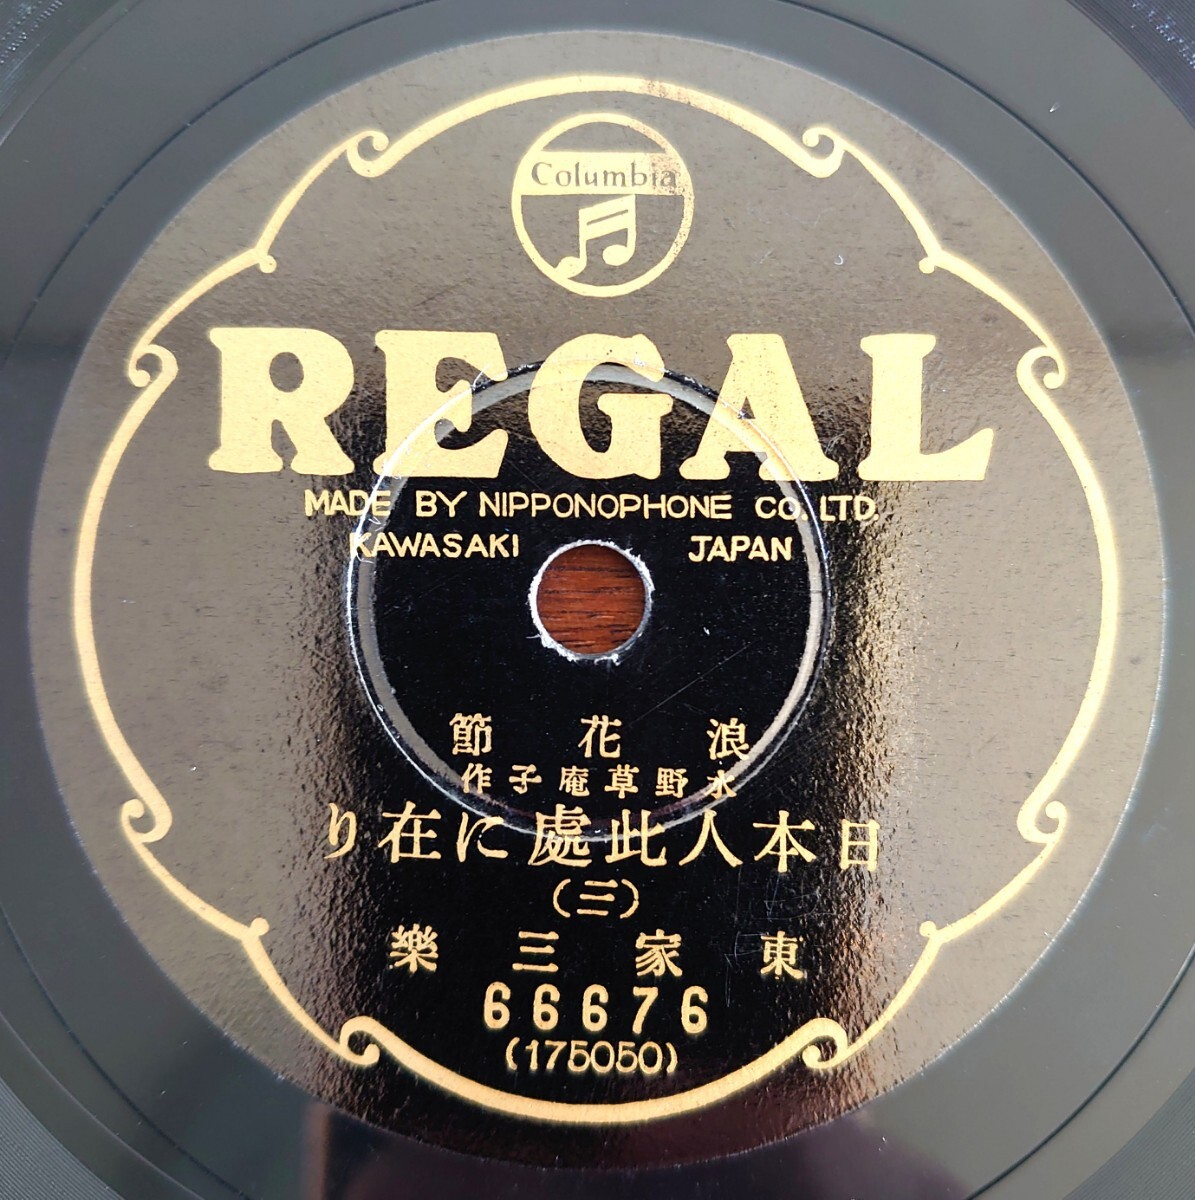 Columbia
REGAL
MADE BY NIPPONOPHONE CO. LTD.
KAWASAKI JAPAN
浪花節
水野草庵子作
日本人此處に在り
(三)
東家三樂
66676
(175050)